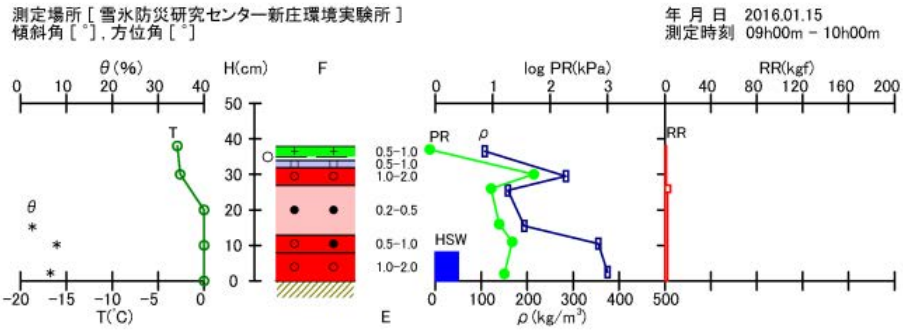 測定場所 [ 雪氷防災研究センター新庄環境実験所 ]
傾斜角 [ ° ] , 方位角 [ ° ]
年 月 日 2016.01.15
測定時刻 09h00m - 10h00m
θ (%) H(cm) F log PR(kPa) RR(kgf)
0 10 20 30 40 50 0 1 2 3 0 40 80 120 160 200
T PR ρ RR
40 0.5-1.0
0.5-1.0
30 1.0-2.0
θ 20 0.2-0.5
10 0.5-1.0 HSW
0 1.0-2.0
-20 -15 -10 -5 0 0 100 200 300 400 500
T(℃) E ρ (kg/m³)